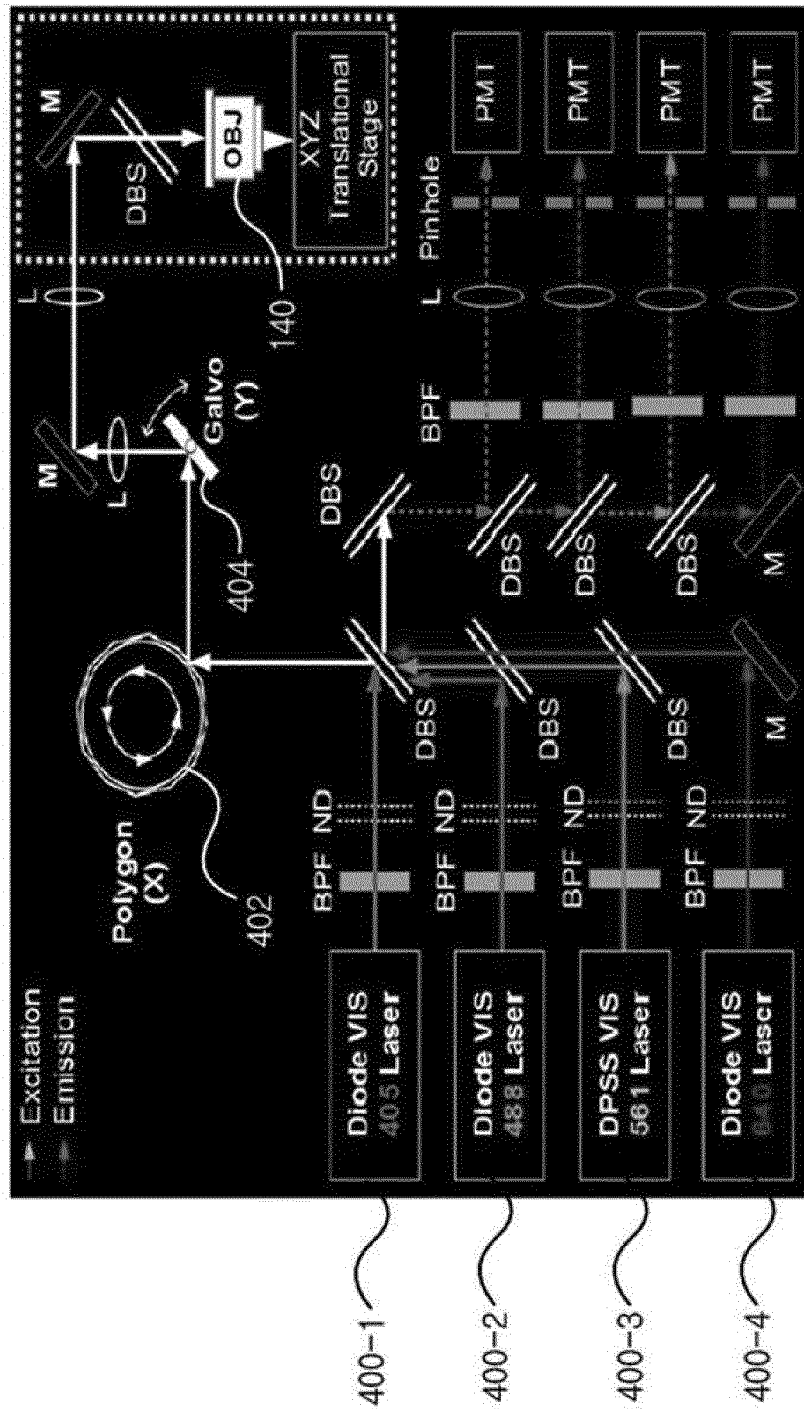 Excitation
Emission
Polygon
(X)
402
M
L
Galvo
(Y)
404
L
M
DBS
OBJ
140
XYZ
Translational
Stage
400-1
Diode VIS
405 Laser
BPF
ND
DBS
DBS
400-2
Diode VIS
488 Laser
BPF
ND
DBS
DBS
BPF
L
Pinhole
PMT
400-3
DPSS VIS
561 Laser
BPF
ND
DBS
DBS
PMT
400-4
Diode VIS
Laser
BPF
ND
M
DBS
PMT
M
PMT